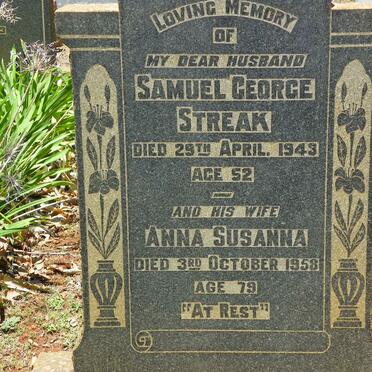 LOVING MEMORY
OF
MY DEAR HUSBAND
SAMUEL GEORGE
STREAK
DIED 29TH APRIL, 1943
AGE 52
AND HIS WIFE
ANNA SUSANNA
DIED 3RD OCTOBER 1958
AGE 79
"AT REST"